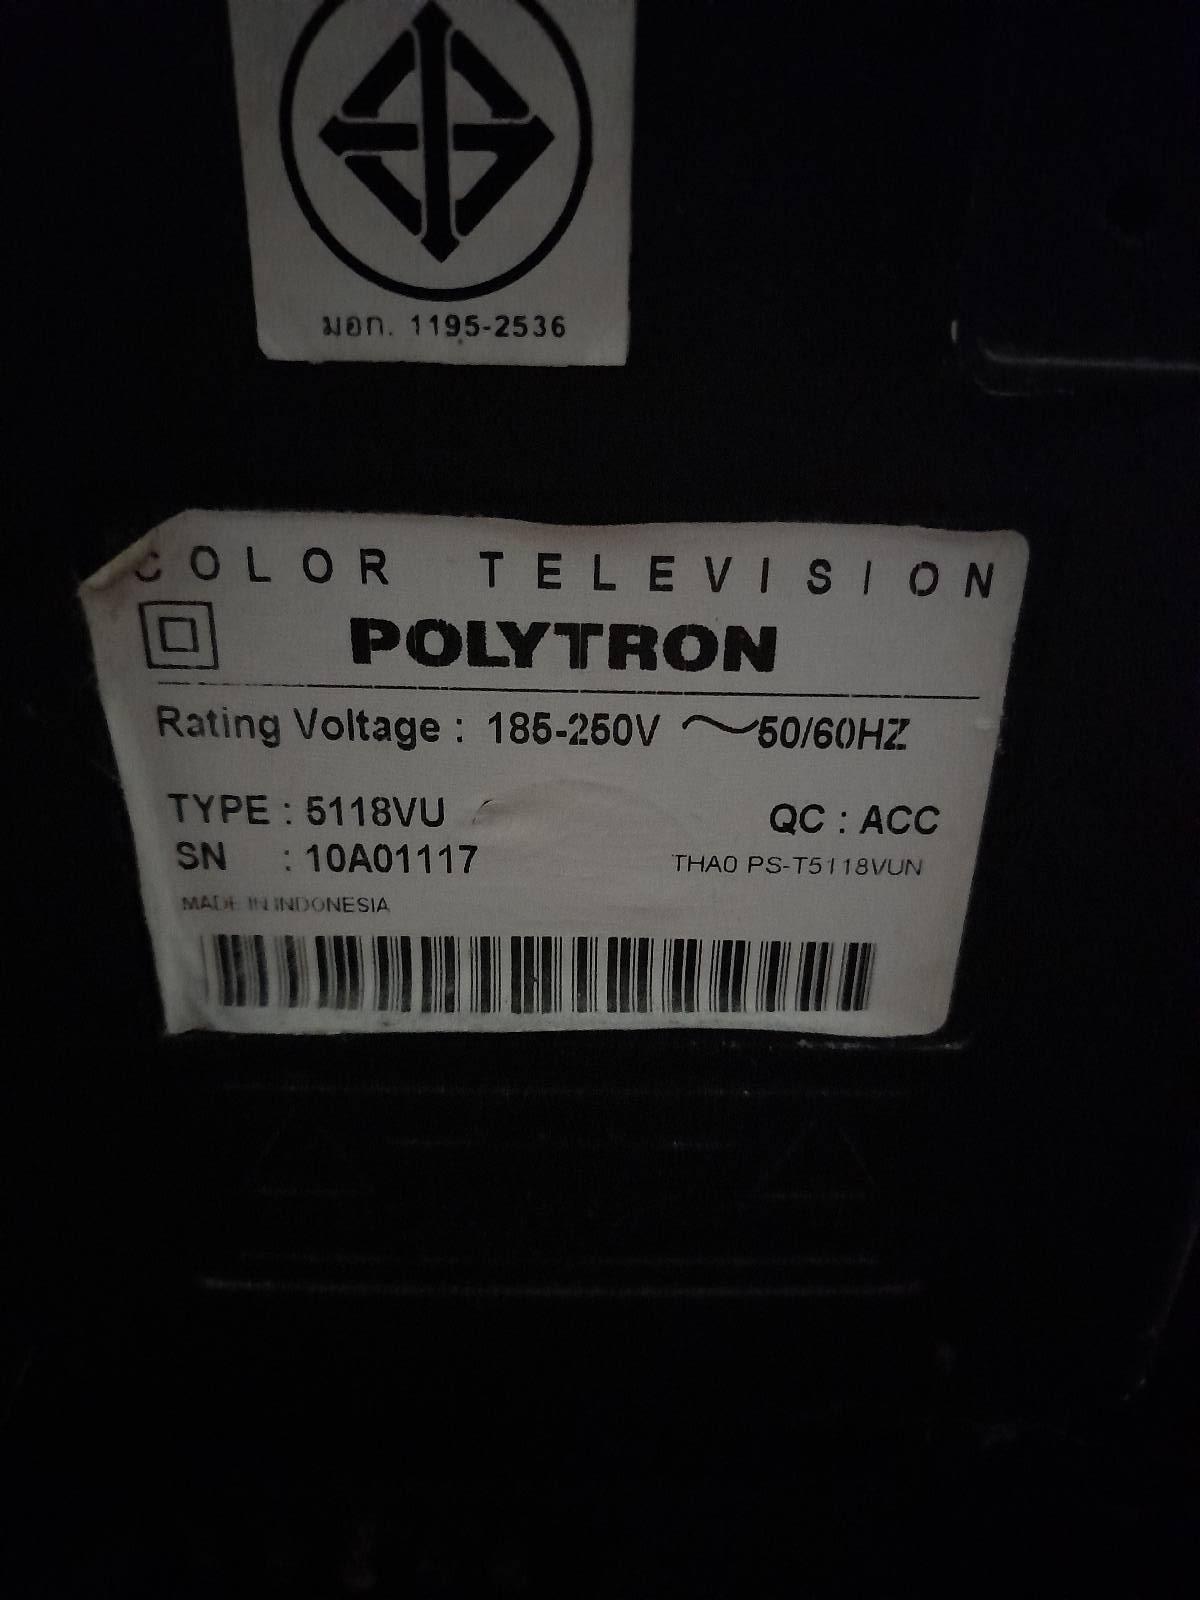 มอก. 1195-2536
COLOR TELEVISION
POLYTRON
Rating Voltage : 185-250V ~50/60HZ
TYPE : 5118VU
QC : ACC
SN : 10A01117
THA0 PS-T5118VUN
MADE IN INDONESIA